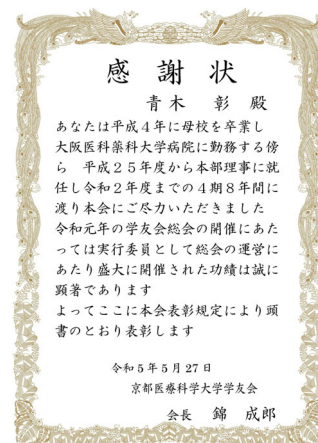 感謝状
青木 彰 殿
あなたは平成4年に母校を卒業し
大阪医科薬科大学病院に勤務する傍
ら 平成25年度から本部理事に就
任し令和2年度までの4期8年間に
渡り本会にご尽力いただきました
令和元年の学友会総会の開催にあた
っては実行委員として総会の運営に
あたり盛大に開催された功績は誠に
顕著であります
よってここに本会表彰規定により頭
書のとおり表彰します
令和5年5月27日
京都医療科学大学学友会
会長 錦 成郎